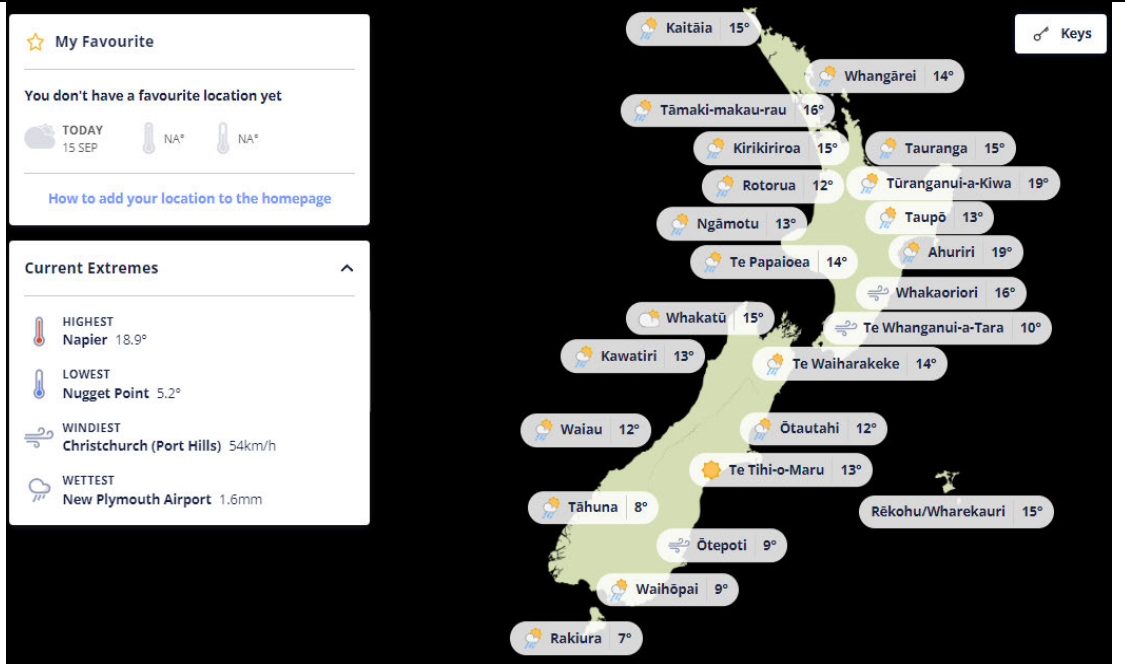 My Favourite
You don't have a favourite location yet
TODAY
15 SEP
NA°
NA°
How to add your location to the homepage
Current Extremes
HIGHEST
Napier 18.9°
LOWEST
Nugget Point 5.2°
WINDIEST
Christchurch (Port Hills) 54km/h
WETTEST
New Plymouth Airport 1.6mm
Keys
Kaitāia 15°
Whangārei 14°
Tāmaki-makau-rau 16°
Kirikiriroa 15°
Tauranga 15°
Rotorua 12°
Tūranganui-a-Kiwa 19°
Ngāmotu 13°
Taupō 13°
Te Papaioea 14°
Ahuriri 19°
Whakaoriori 16°
Whakatū 15°
Te Whanganui-a-Tara 10°
Kawatiri 13°
Te Waiharakeke 14°
Waiau 12°
Ōtautahi 12°
Te Tihi-o-Maru 13°
Tāhuna 8°
Rēkohu/Wharekauri 15°
Ōtepoti 9°
Waihōpai 9°
Rakiura 7°